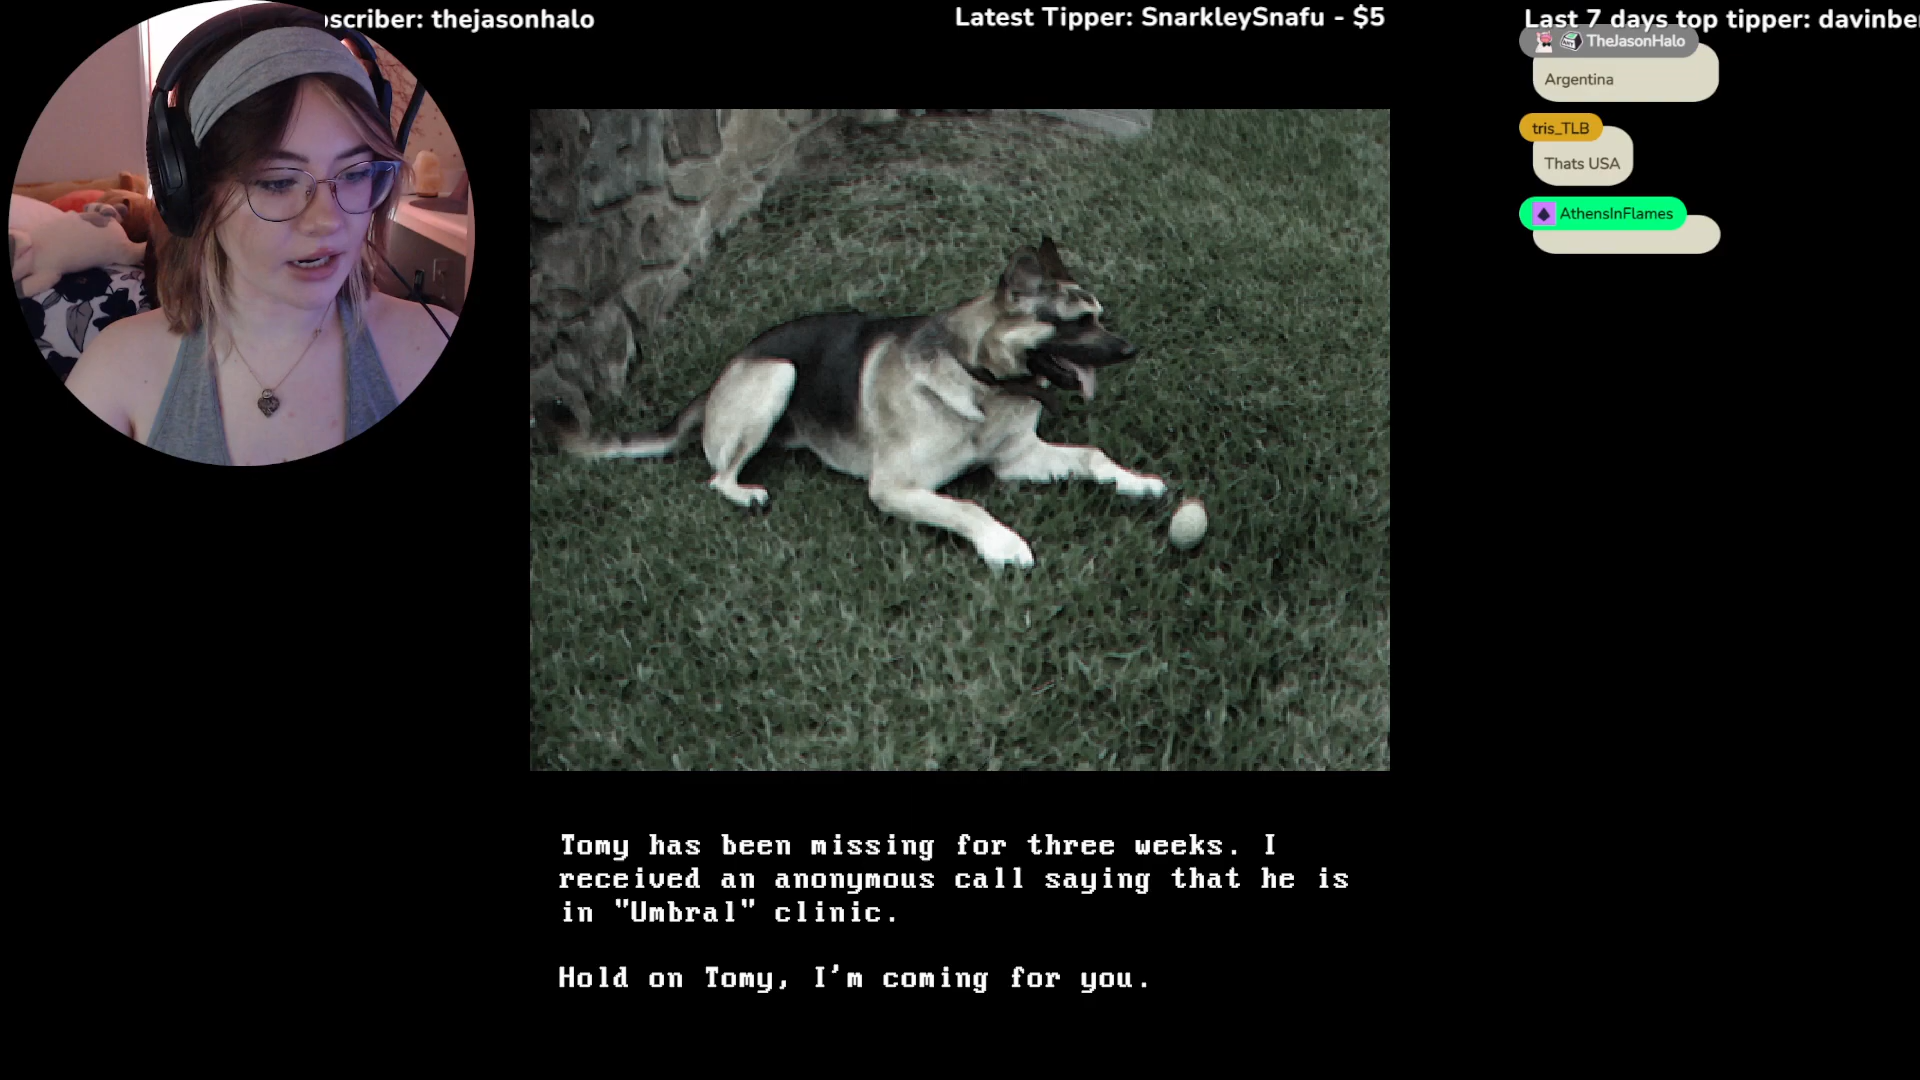 scriber: thejasonhalo
Latest Tipper: SnarkleySnafu - $5
Last 7 days top tipper: davinbe
TheJasonHalo
Argentina
tris_TLB
Thats USA
AthensInFlames
Tomy has been missing for three weeks. I
received an anonymous call saying that he is
in "Umbral" clinic.
Hold on Tomy, I'm coming for you.